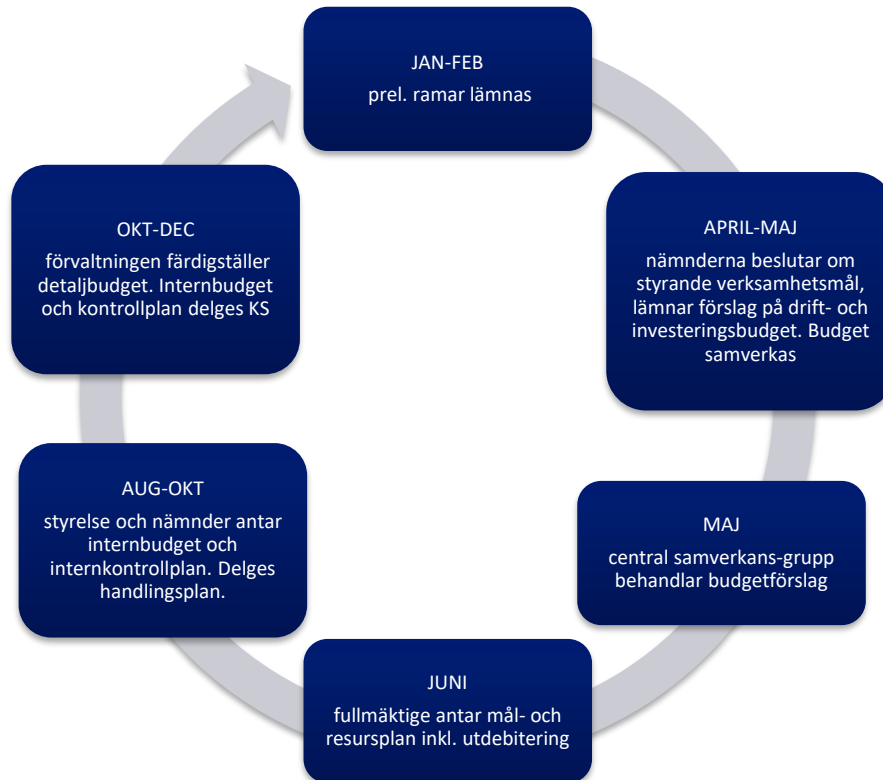 JAN-FEB
prel. ramar lämnas
APRIL-MAJ
nämnderna beslutar om
styrande verksamhetsmål,
lämnar förslag på drift- och
investeringsbudget. Budget
samverkas
MAJ
central samverkans-grupp
behandlar budgetförslag
JUNI
fullmäktige antar mål- och
resursplan inkl. utdebitering
AUG-OKT
styrelse och nämnder antar
internbudget och
internkontrollplan. Delges
handlingsplan.
OKT-DEC
förvaltningen färdigställer
detaljbudget. Internbudget
och kontrollplan delges KS